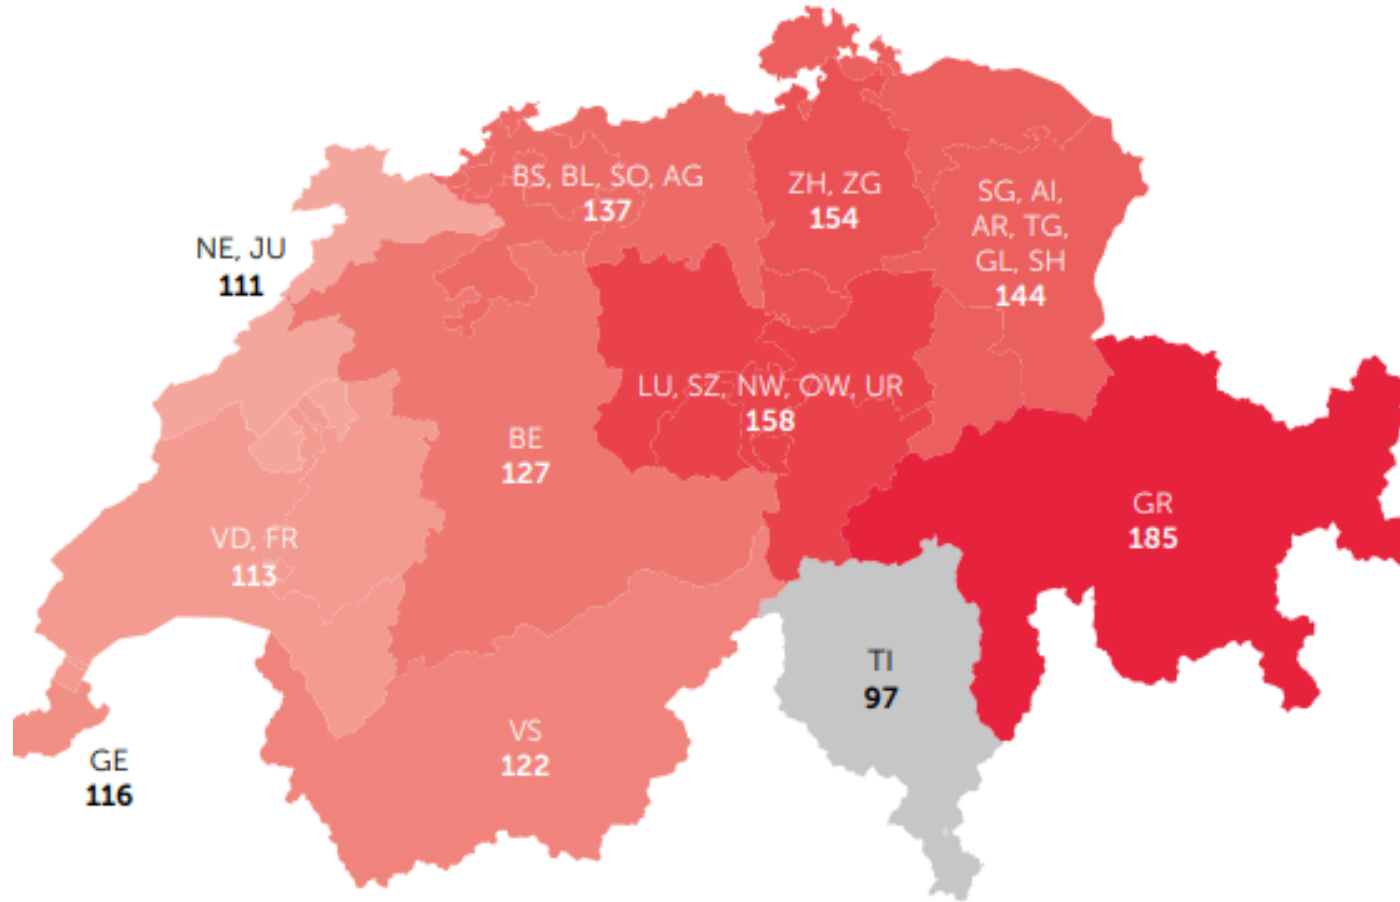 BS, BL, SO, AG
137
ZH, ZG
154
SG, AI,
AR, TG,
GL, SH
144
NE, JU
111
LU, SZ, NW, OW, UR
158
BE
127
GR
185
VD, FR
113
TI
97
VS
122
GE
116